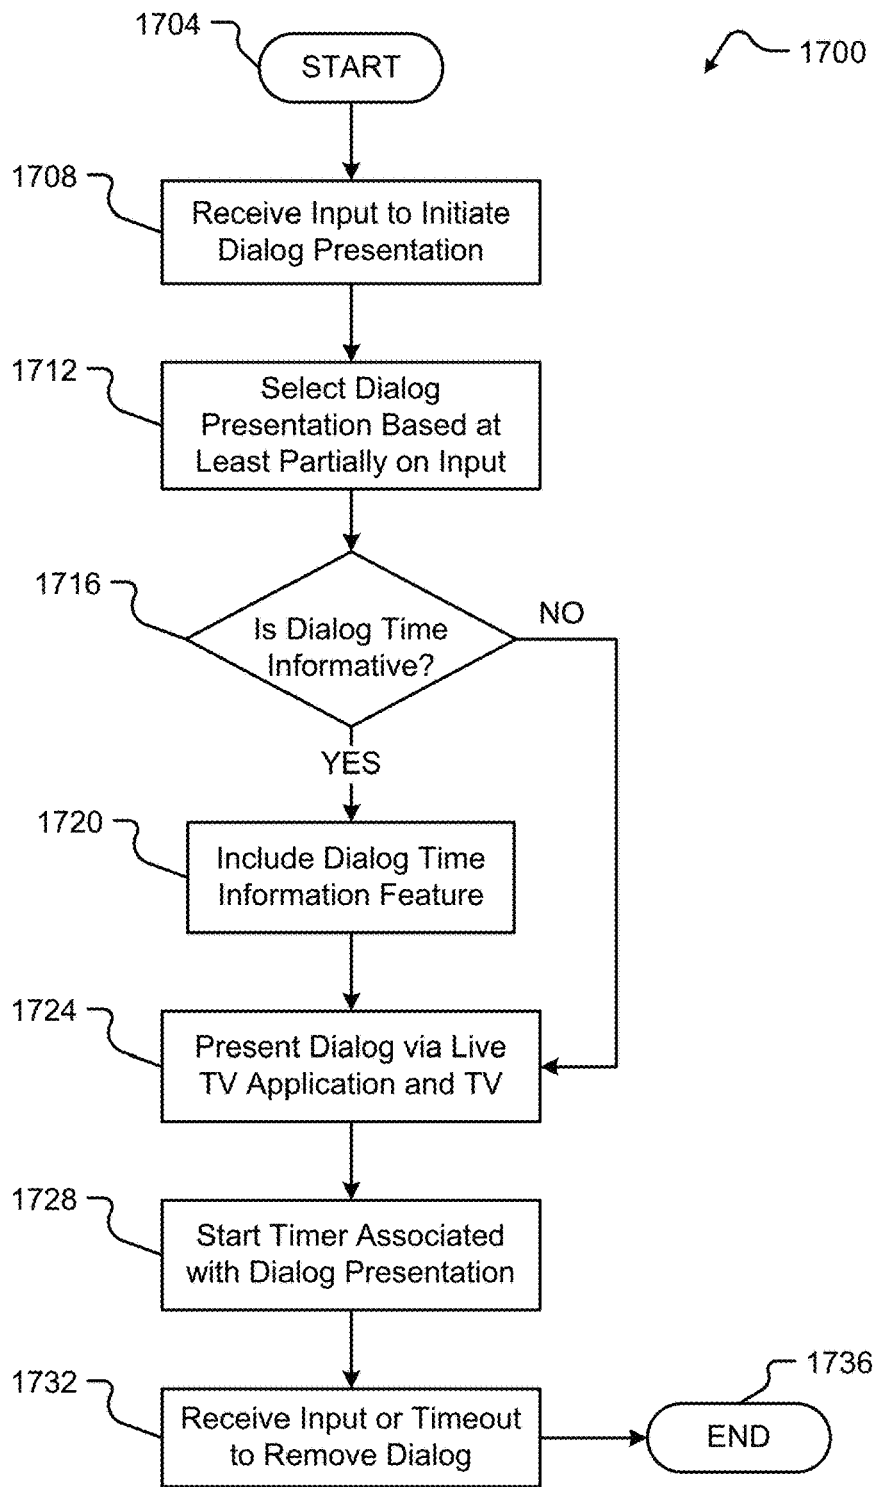 1704
START
1700
1708
Receive Input to Initiate
Dialog Presentation
1712
Select Dialog
Presentation Based at
Least Partially on Input
1716
Is Dialog Time
Informative?
NO
YES
1720
Include Dialog Time
Information Feature
1724
Present Dialog via Live
TV Application and TV
1728
Start Timer Associated
with Dialog Presentation
1732
Receive Input or Timeout
to Remove Dialog
1736
END